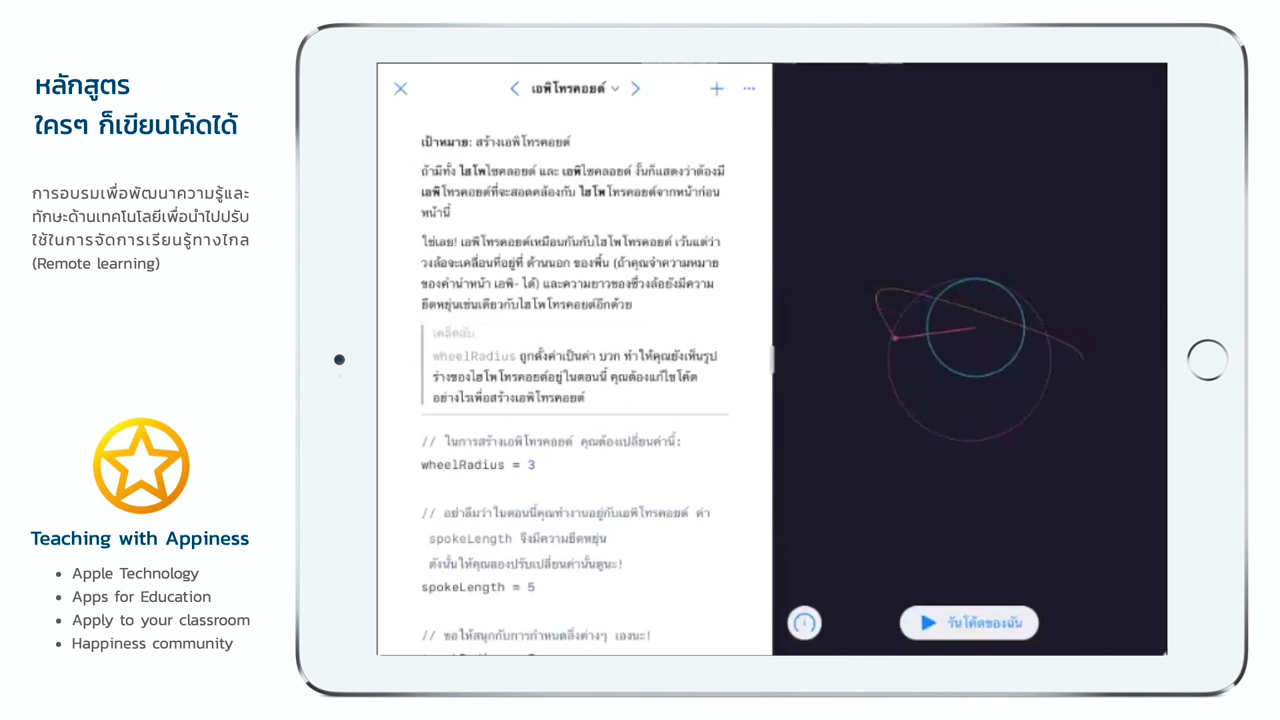 หลักสูตร
ใครๆ ก็เขียนโค้ดได้
การอบรมเพื่อพัฒนาความรู้และ
ทักษะด้านเทคโนโลยีเพื่อนำไปปรับ
ใช้ในการจัดการเรียนรู้ทางไกล
(Remote learning)
Teaching with Appiness
• Apple Technology
• Apps for Education
• Apply to your classroom
• Happiness community
เอพิโทรคอยด์
เป้าหมาย: สร้างเอพิโทรคอยด์
ถ้ามีทั้ง ไฮโพไซคลอยด์ และ เอพิไซคลอยด์ งั้นก็แสดงว่าต้องมี
เอพิโทรคอยด์ที่จะสอดคล้องกับ ไฮโพโทรคอยด์จากหน้าก่อน
หน้านี้
ใช่เลย! เอพิโทรคอยด์เหมือนกันกับไฮโพโทรคอยด์ เว้นแต่ว่า
วงล้อจะเคลื่อนที่อยู่ที่ ด้านนอก ของพื้น (ถ้าคุณจำความหมาย
ของคำนำหน้า เอพิ- ได้) และความยาวของซี่วงล้อยังมีความ
ยืดหยุ่นเช่นเดียวกับไฮโพโทรคอยด์อีกด้วย
เคล็ดลับ
wheelRadius ถูกตั้งค่าเป็นค่า บวก ทำให้คุณยังเห็นรูป
ร่างของไฮโพโทรคอยด์อยู่ในตอนนี้ คุณต้องแก้ไขโค้ด
อย่างไรเพื่อสร้างเอพิโทรคอยด์
// ในการสร้างเอพิโทรคอยด์ คุณต้องเปลี่ยนค่านี้:
wheelRadius = 3
// อย่าลืมว่าในตอนนี้คุณทำงานอยู่กับเอพิโทรคอยด์ ค่า
spokeLength จึงมีความยืดหยุ่น
ดังนั้นให้คุณลองปรับเปลี่ยนค่านั้นดูนะ!
spokeLength = 5
// ขอให้สนุกกับการกำหนดสิ่งต่างๆ เองนะ!
รันโค้ดของฉัน